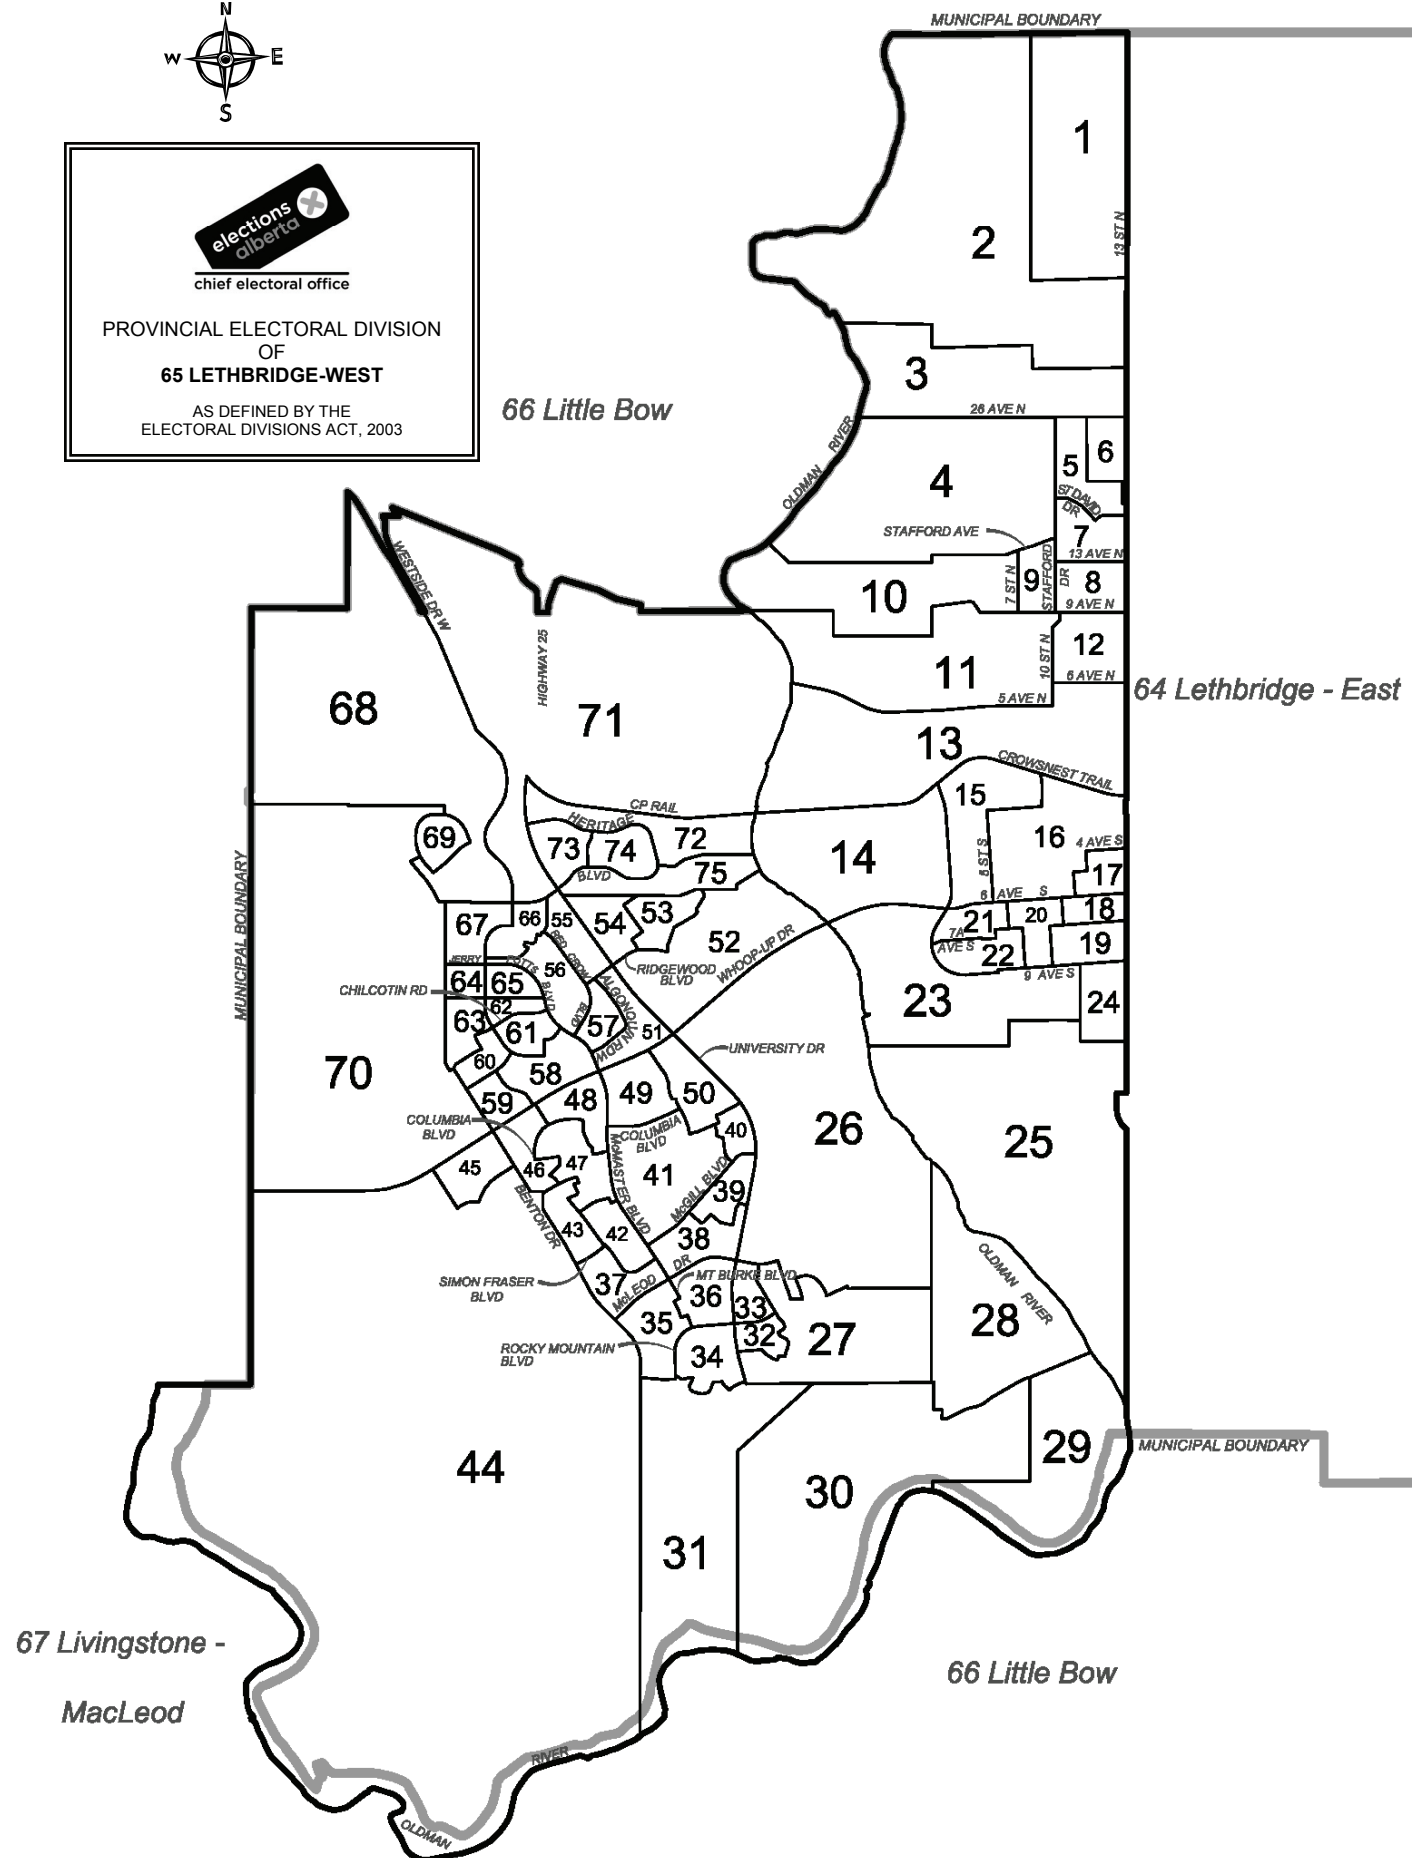 N
W E
S
MUNICIPAL BOUNDARY
elections
alberta
chief electoral office
PROVINCIAL ELECTORAL DIVISION
OF
65 LETHBRIDGE-WEST
AS DEFINED BY THE
ELECTORAL DIVISIONS ACT, 2003
1
13 ST N
2
3
66 Little Bow
26 AVE N
OLDMAN RIVER
4
5
6
ST DAVID
DR
STAFFORD AVE
7
13 AVE N
WESTSIDE DR W
10
7 ST N
9
STAFFORD
DR
8
9 AVE N
HIGHWAY 25
11
10 ST N
12
6 AVE N
5 AVE N
64 Lethbridge - East
68
71
13
CROWSNEST TRAIL
15
CP RAIL
HERITAGE
72
69
73
74
BLVD
75
14
5 ST S
16
4 AVE S
17
6 AVE S
MUNICIPAL BOUNDARY
67
66
55
54
53
52
21
20
18
7A
AVE S
22
19
9 AVE S
RED CROW
BLVD
JERRY POTTS
BLVD
56
RIDGEWOOD
BLVD
WHOOP-UP DR
64
65
CHILCOTIN RD
62
63
61
57
ALGONQUIN RDW
51
23
24
UNIVERSITY DR
60
58
70
59
48
49
50
COLUMBIA
BLVD
COLUMBIA
BLVD
40
26
25
45
46
47
McMASTER BLVD
41
McGILL BLVD
39
BENTON DR
43
42
38
SIMON FRASER
BLVD
37
McLEOD DR
MT BURKE BLVD
36
33
OLDMAN RIVER
28
35
32
27
ROCKY MOUNTAIN
BLVD
34
29
MUNICIPAL BOUNDARY
44
30
31
67 Livingstone -
MacLeod
66 Little Bow
RIVER
OLDMAN